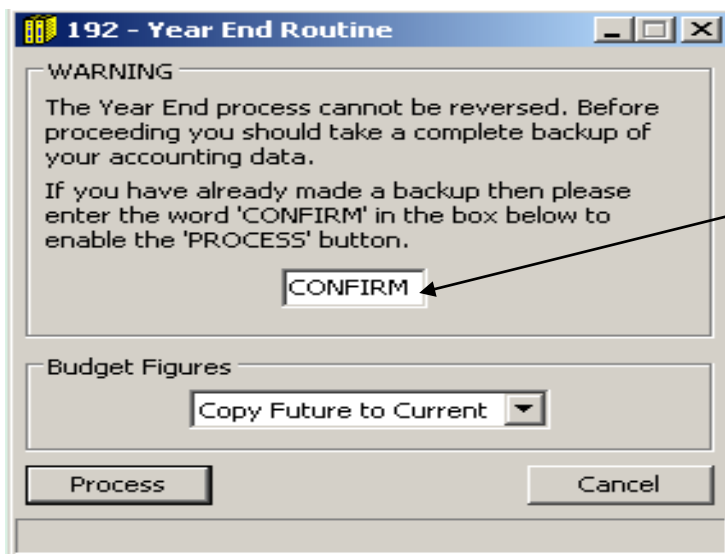 192 - Year End Routine
WARNING
The Year End process cannot be reversed. Before
proceeding you should take a complete backup of
your accounting data.
If you have already made a backup then please
enter the word 'CONFIRM' in the box below to
enable the 'PROCESS' button.
CONFIRM
Budget Figures
Copy Future to Current
Process
Cancel